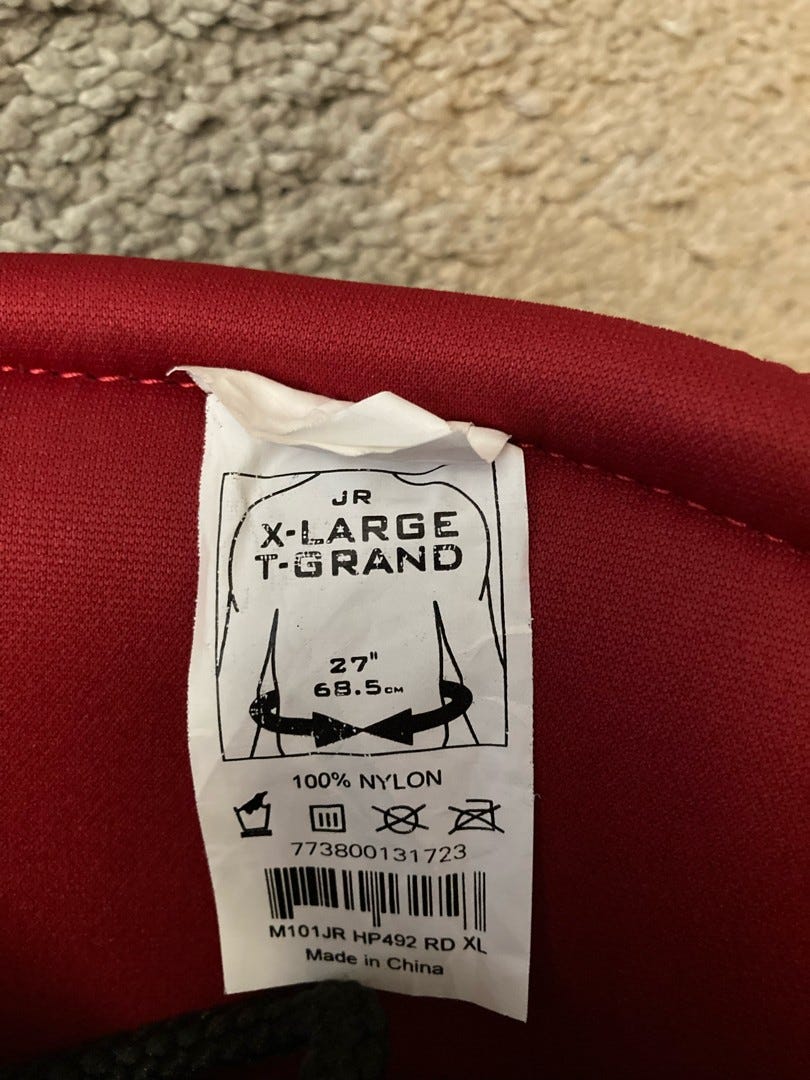 JR
X-LARGE
T-GRAND
27"
68.5CM
100% NYLON
773800131723
M101JR HP492 RD XL
Made in China